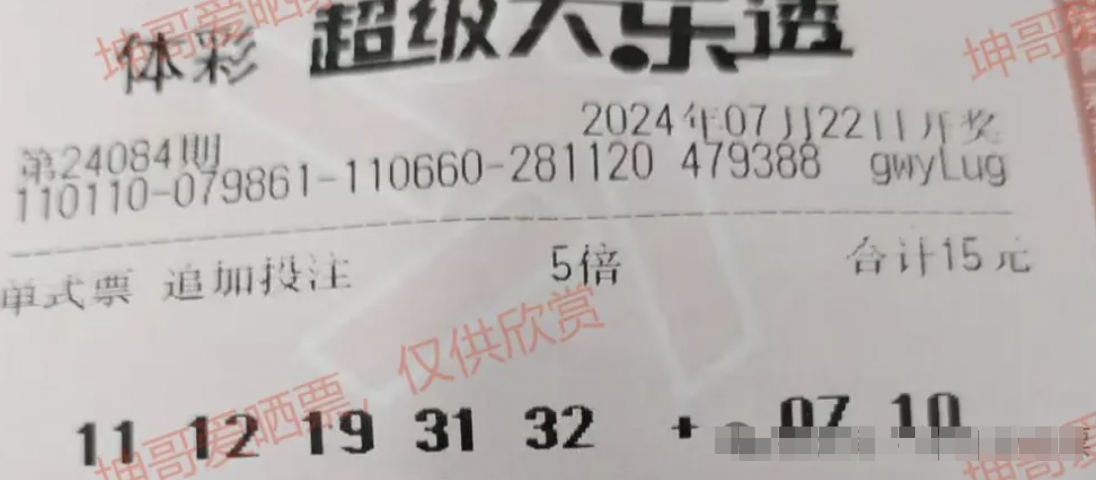 坤哥爱晒票
体彩 超级大乐透
坤哥
2024年07月22日开奖
第24084期
110110-079861-110660-281120 479388 gwyLug
单式票 追加投注 5倍 合计15元
坤哥爱晒票，仅供欣赏
11 12 19 31 32 + 07 10
坤哥